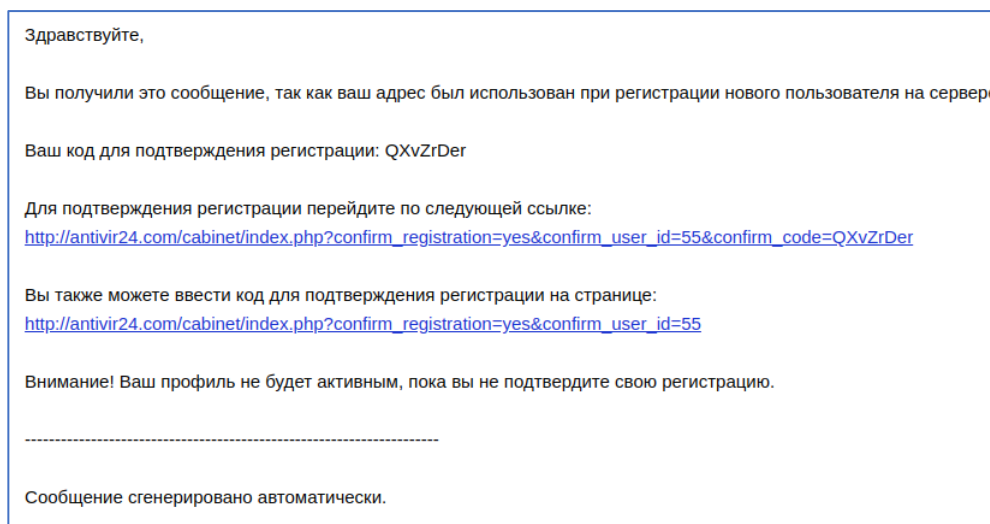 Здравствуйте,
Вы получили это сообщение, так как ваш адрес был использован при регистрации нового пользователя на сервере
Ваш код для подтверждения регистрации: QXvZrDer
Для подтверждения регистрации перейдите по следующей ссылке:
http://antivir24.com/cabinet/index.php?confirm_registration=yes&confirm_user_id=55&confirm_code=QXvZrDer
Вы также можете ввести код для подтверждения регистрации на странице:
http://antivir24.com/cabinet/index.php?confirm_registration=yes&confirm_user_id=55
Внимание! Ваш профиль не будет активным, пока вы не подтвердите свою регистрацию.
---------------------------------------------------------------------
Сообщение сгенерировано автоматически.